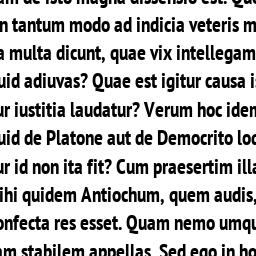 m de isto magna dissensio est. Que
n tantum modo ad indicia veteris m
a multa dicunt, quae vix intellegam
uid adiuvas? Quae est igitur causa is
ur iustitia laudatur? Verum hoc iden
uid de Platone aut de Democrito loq
ur id non ita fit? Cum praesertim illa
ihi quidem Antiochum, quem audis,
onfecta res esset. Quam nemo umqu
am stabilem appellas. Sed ego in ho